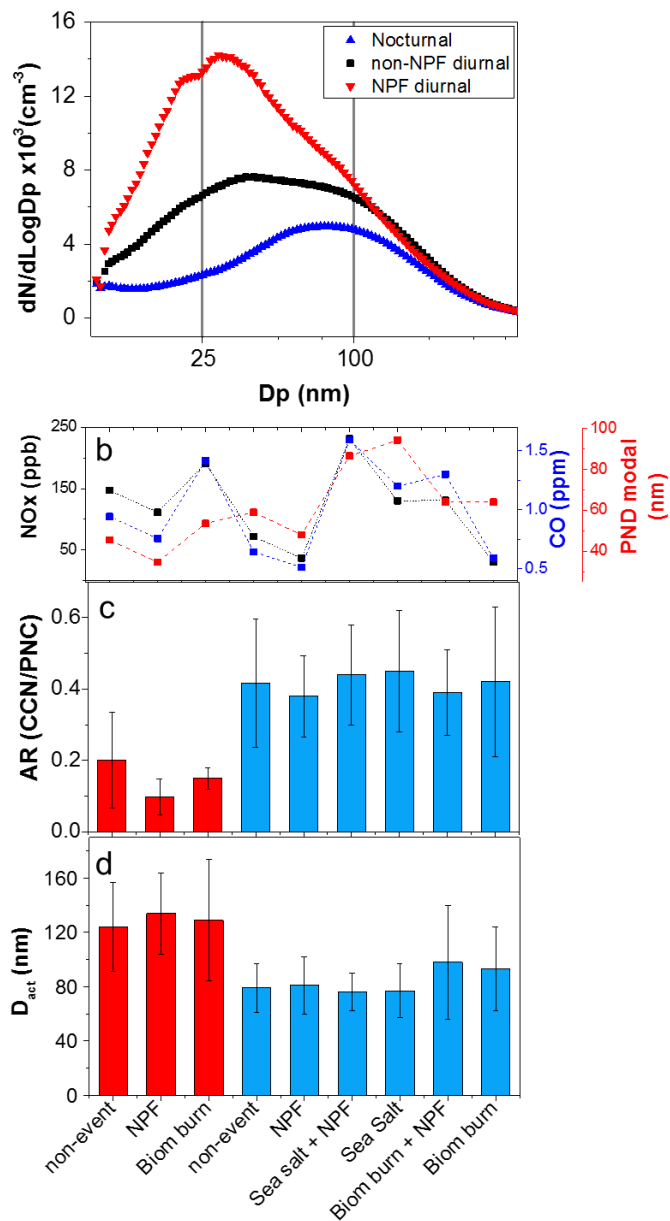 16
12
8
4
0
dN/dLogDp x10³(cm⁻³)
Nocturnal
non-NPF diurnal
NPF diurnal
25
100
Dp (nm)
b
250
150
50
NOx (ppb)
1.5
1.0
0.5
CO (ppm)
100
80
60
40
PND modal
(nm)
c
0.6
0.4
0.2
0.0
AR (CCN/PNC)
d
160
120
80
40
0
Dact (nm)
non-event
NPF
Biom burn
non-event
NPF
Sea salt + NPF
Sea Salt
Biom burn + NPF
Biom burn